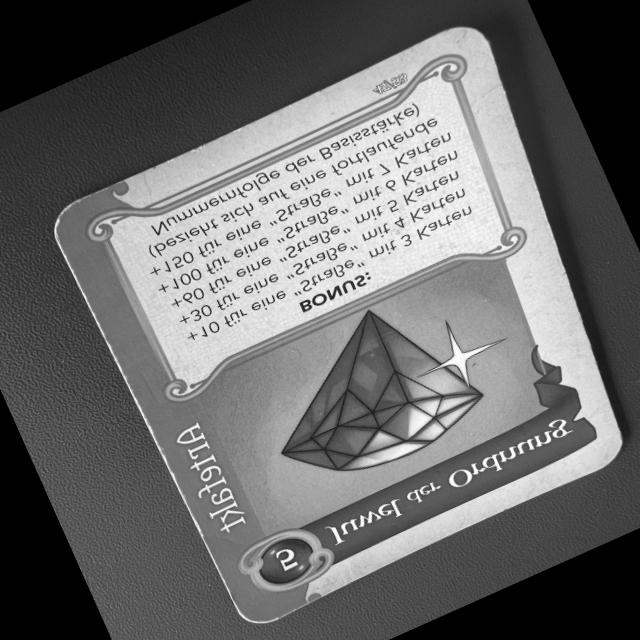 5
Juwel der Ordnung
ARTEFAKT
BONUS:
+10 für eine „Straße“ mit 3 Karten
+30 für eine „Straße“ mit 4 Karten
+60 für eine „Straße“ mit 5 Karten
+100 für eine „Straße“ mit 6 Karten
+150 für eine „Straße“ mit 7 Karten
(bezieht sich auf eine fortlaufende
Nummernfolge der Basisstärke)